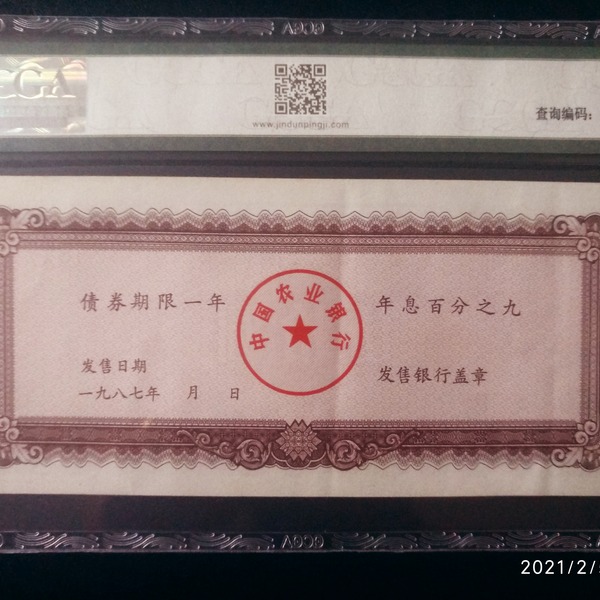 www.jindunpingji.com
查询编码:
债券期限一年
中国农业银行
年息百分之九
发售日期
一九八七年 月 日
发售银行盖章
2021/2/